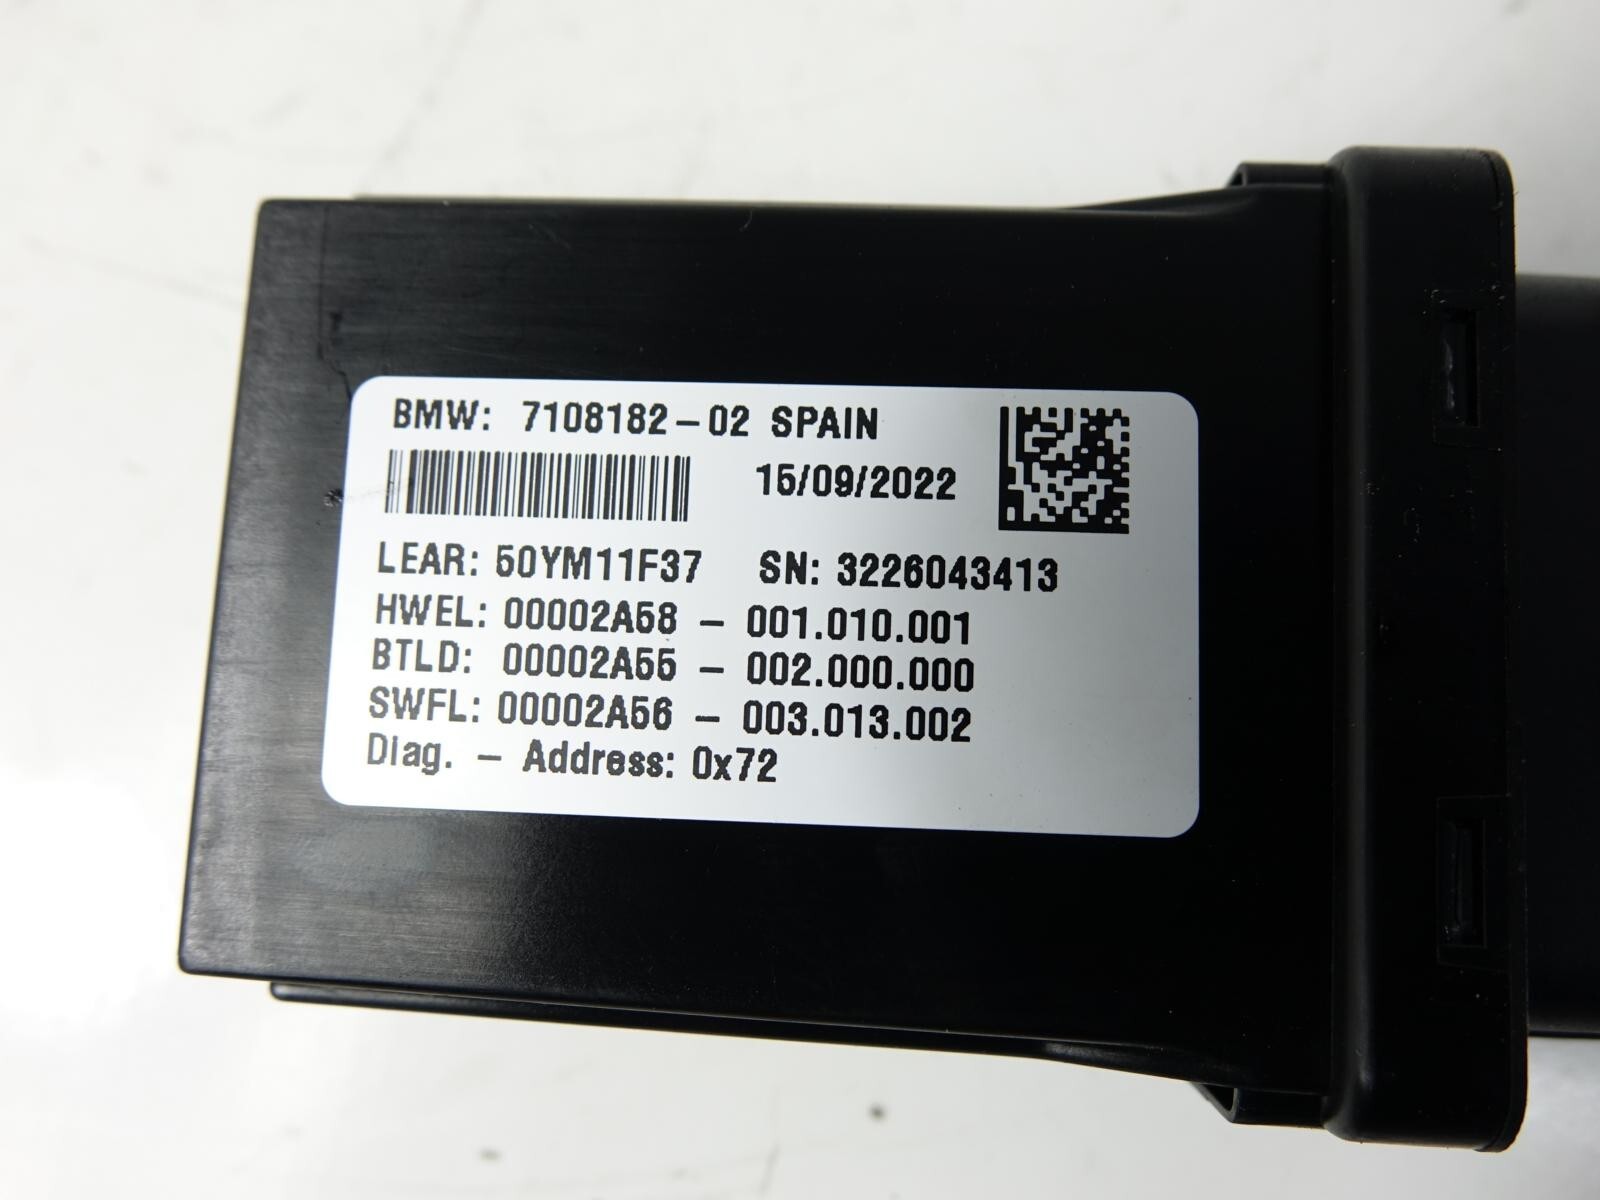 BMW: 7108182-02 SPAIN
15/09/2022
LEAR: 50YM11F37 SN: 3226043413
HWEL: 00002A58 - 001.010.001
BTLD: 00002A55 - 002.000.000
SWFL: 00002A56 - 003.013.002
Diag. - Address: 0x72